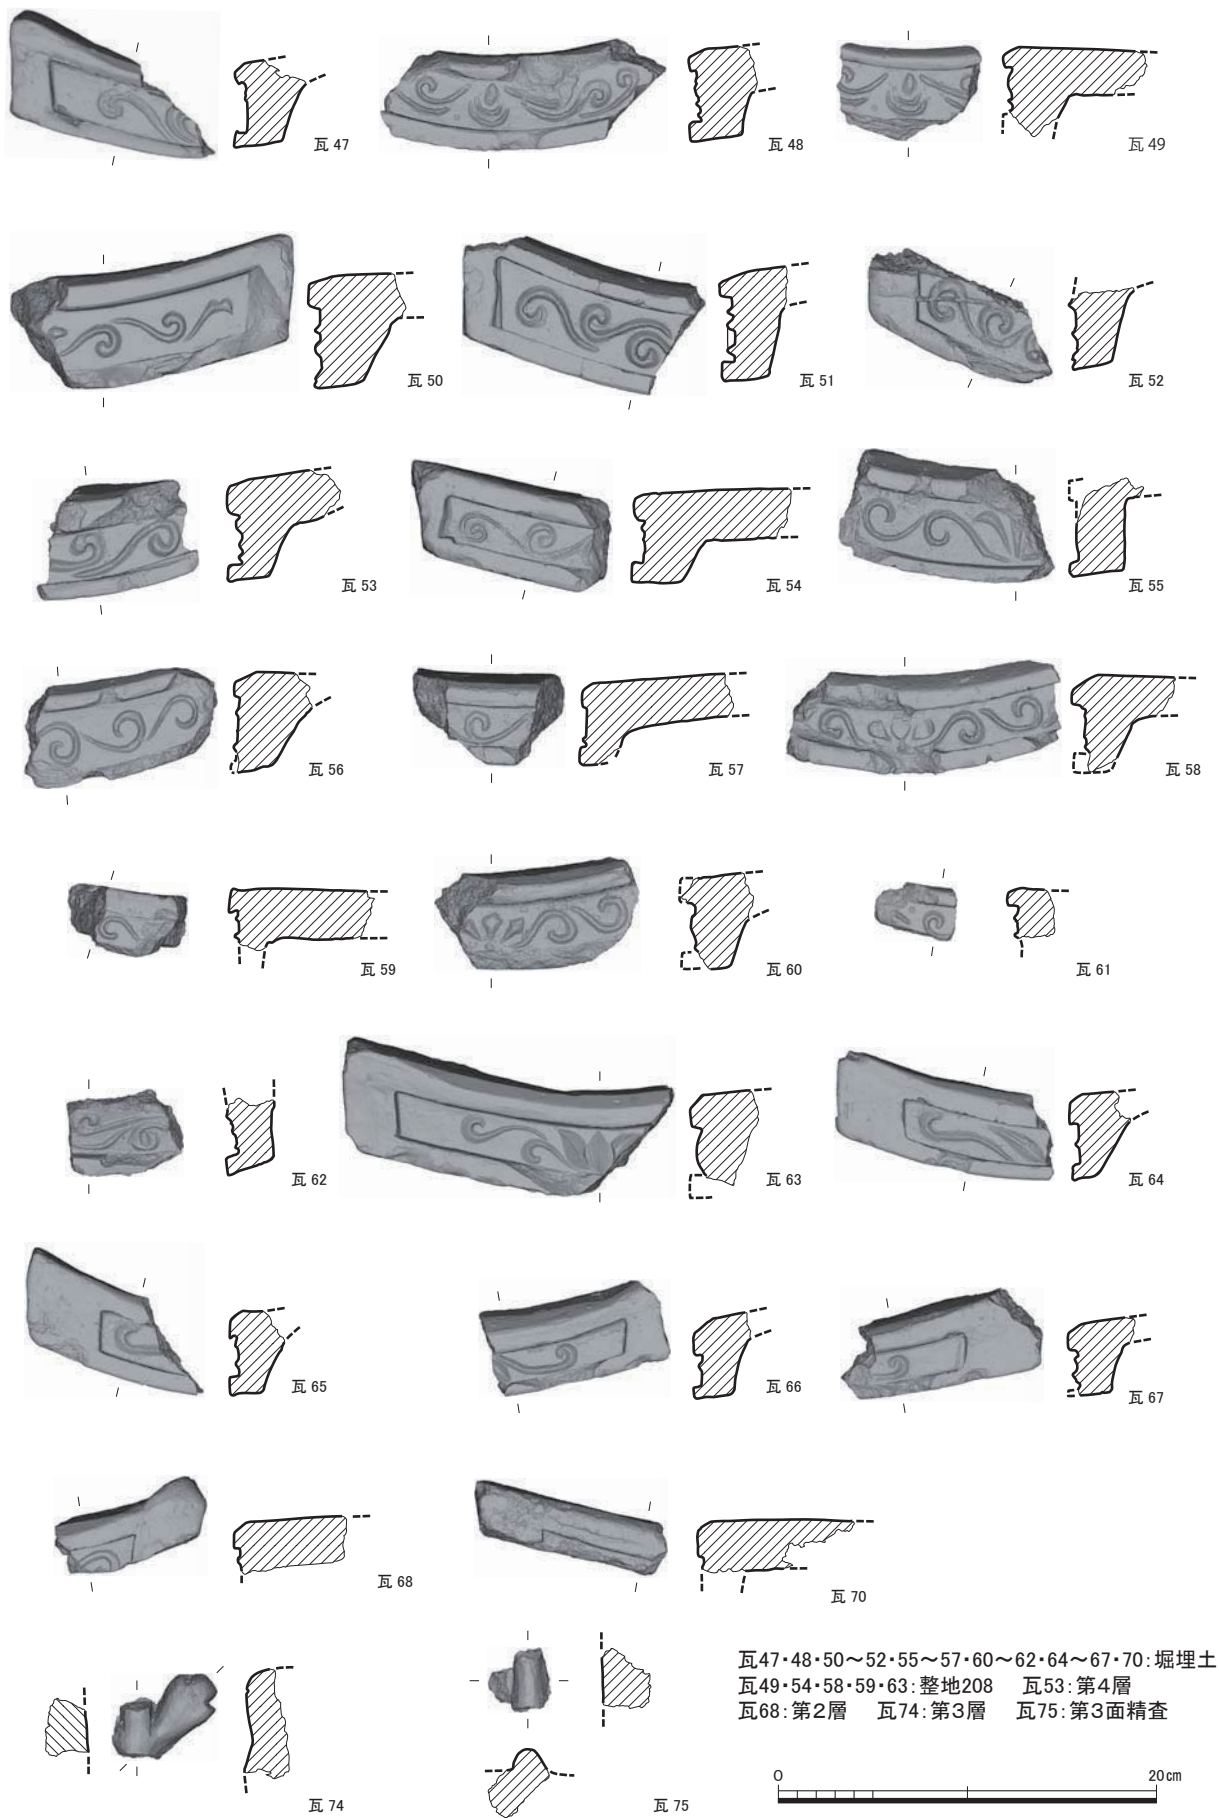 瓦 47
瓦 48
瓦 49
瓦 50
瓦 51
瓦 52
瓦 53
瓦 54
瓦 55
瓦 56
瓦 57
瓦 58
瓦 59
瓦 60
瓦 61
瓦 62
瓦 63
瓦 64
瓦 65
瓦 66
瓦 67
瓦 68
瓦 70
瓦 74
瓦 75
瓦47・48・50～52・55～57・60～62・64～67・70：堀埋土
瓦49・54・58・59・63：整地208　瓦53：第4層
瓦68：第2層　瓦74：第3層　瓦75：第3面精査
0 20cm